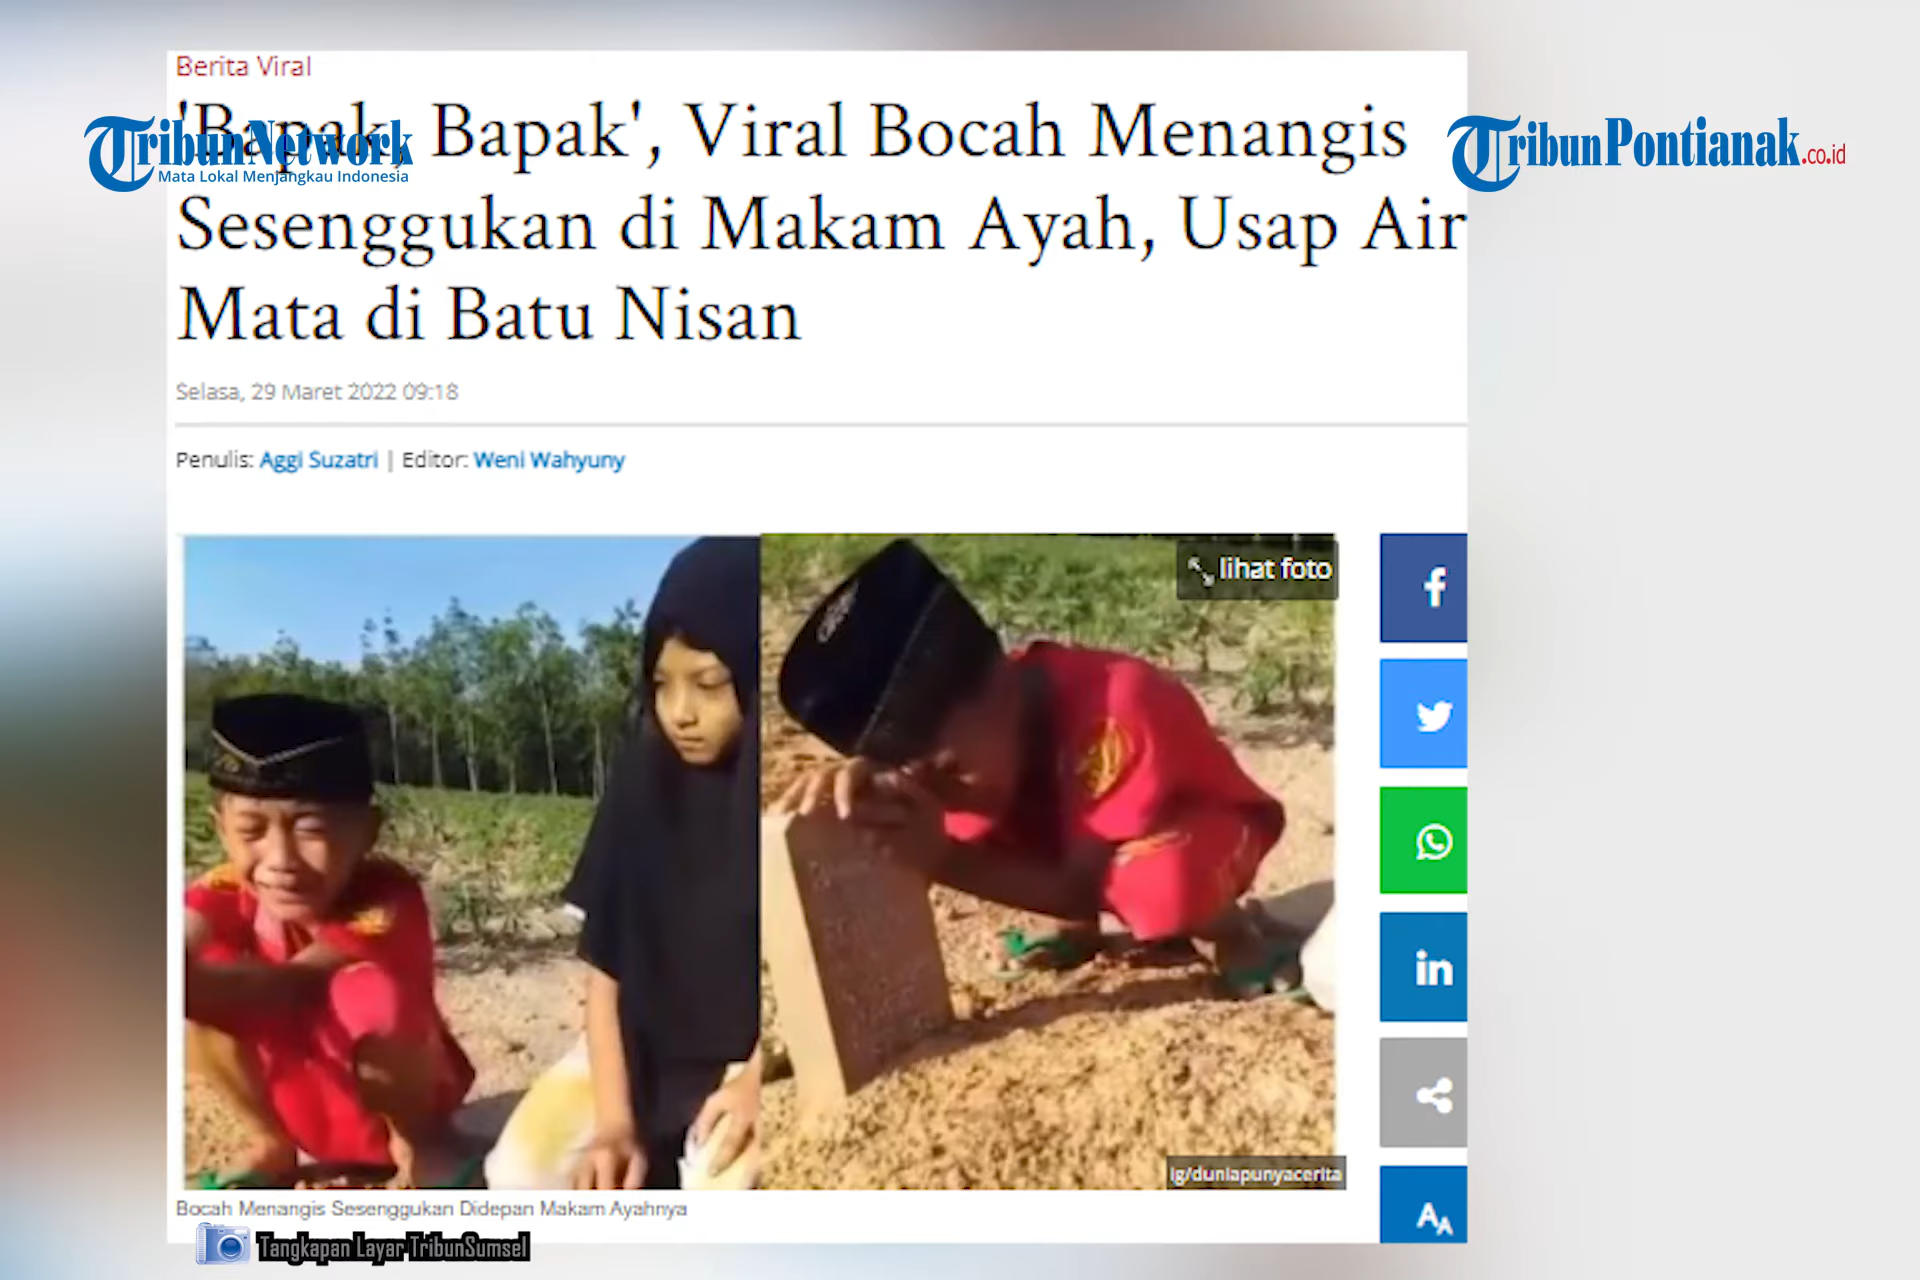 Berita Viral
'Bapak, Bapak', Viral Bocah Menangis
Sesenggukan di Makam Ayah, Usap Air
Mata di Batu Nisan
TribunNetwork
Mata Lokal Menjangkau Indonesia
TribunPontianak.co.id
Selasa, 29 Maret 2022 09:18
Penulis: Aggi Suzatri | Editor: Weni Wahyuny
lihat foto
f
in
ig/duniapunyacerita
AA
Bocah Menangis Sesenggukan Didepan Makam Ayahnya
Tangkapan Layar TribunSumsel